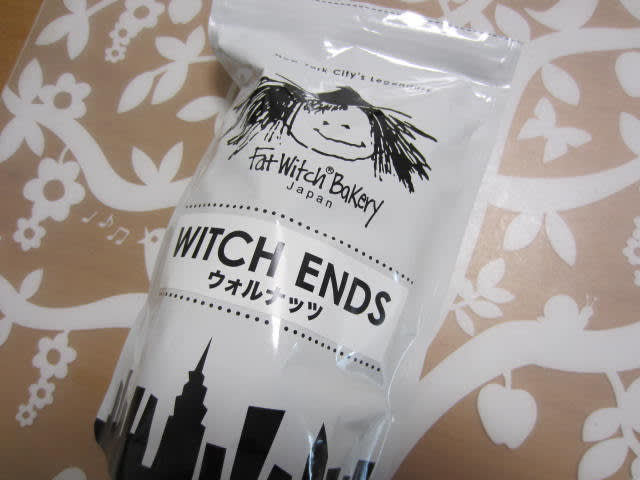 New York City's Legendary
Fat Witch® Bakery
Japan
WITCH ENDS
ウォルナッツ